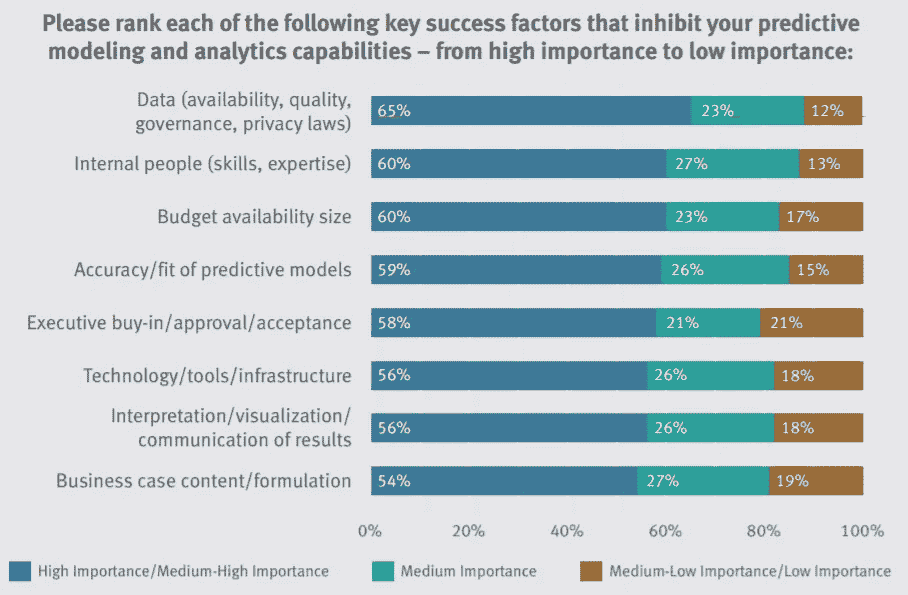 Please rank each of the following key success factors that inhibit your predictive
modeling and analytics capabilities – from high importance to low importance:
Data (availability, quality,
governance, privacy laws)
65% 23% 12%
Internal people (skills, expertise)
60% 27% 13%
Budget availability size
60% 23% 17%
Accuracy/fit of predictive models
59% 26% 15%
Executive buy-in/approval/acceptance
58% 21% 21%
Technology/tools/infrastructure
56% 26% 18%
Interpretation/visualization/
communication of results
56% 26% 18%
Business case content/formulation
54% 27% 19%
0% 20% 40% 60% 80% 100%
High Importance/Medium-High Importance
Medium Importance
Medium-Low Importance/Low Importance